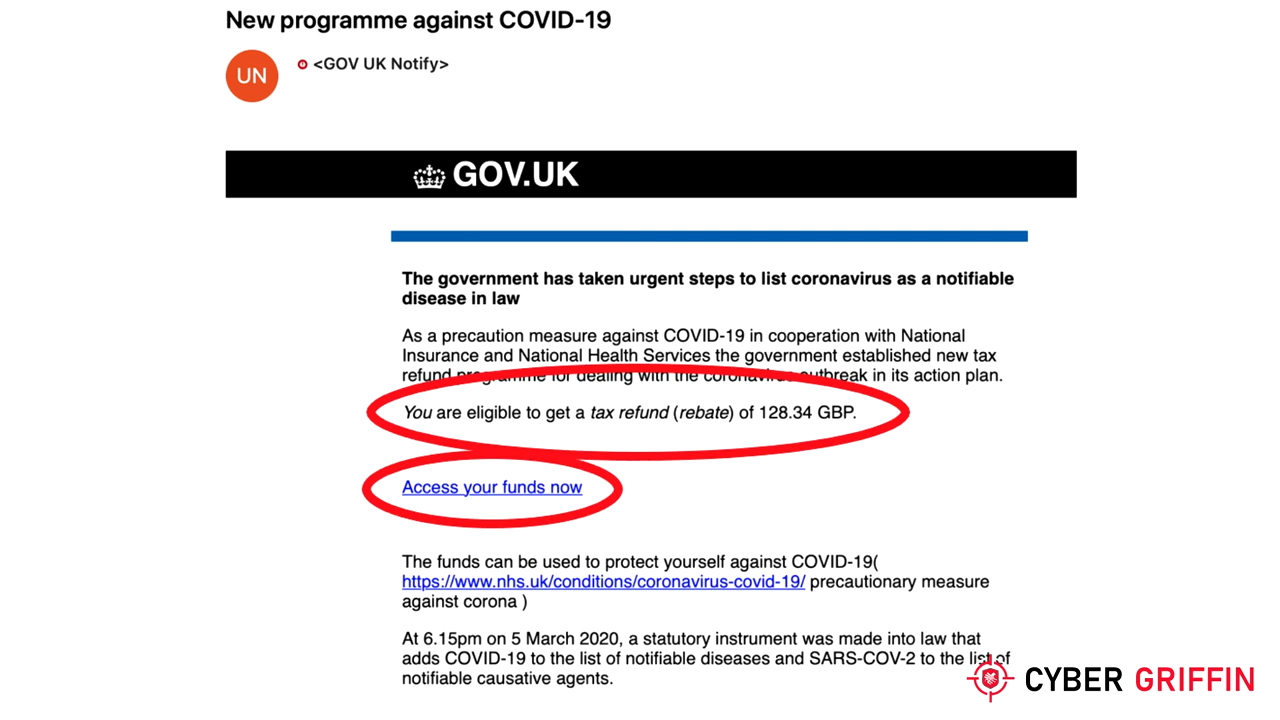 New programme against COVID-19
UN
<GOV UK Notify>
GOV.UK
The government has taken urgent steps to list coronavirus as a notifiable
disease in law
As a precaution measure against COVID-19 in cooperation with National
Insurance and National Health Services the government established new tax
refund programme for dealing with the coronavirus outbreak in its action plan.
You are eligible to get a tax refund (rebate) of 128.34 GBP.
Access your funds now
The funds can be used to protect yourself against COVID-19(
https://www.nhs.uk/conditions/coronavirus-covid-19/ precautionary measure
against corona )
At 6.15pm on 5 March 2020, a statutory instrument was made into law that
adds COVID-19 to the list of notifiable diseases and SARS-COV-2 to the list of
notifiable causative agents.
CYBER GRIFFIN